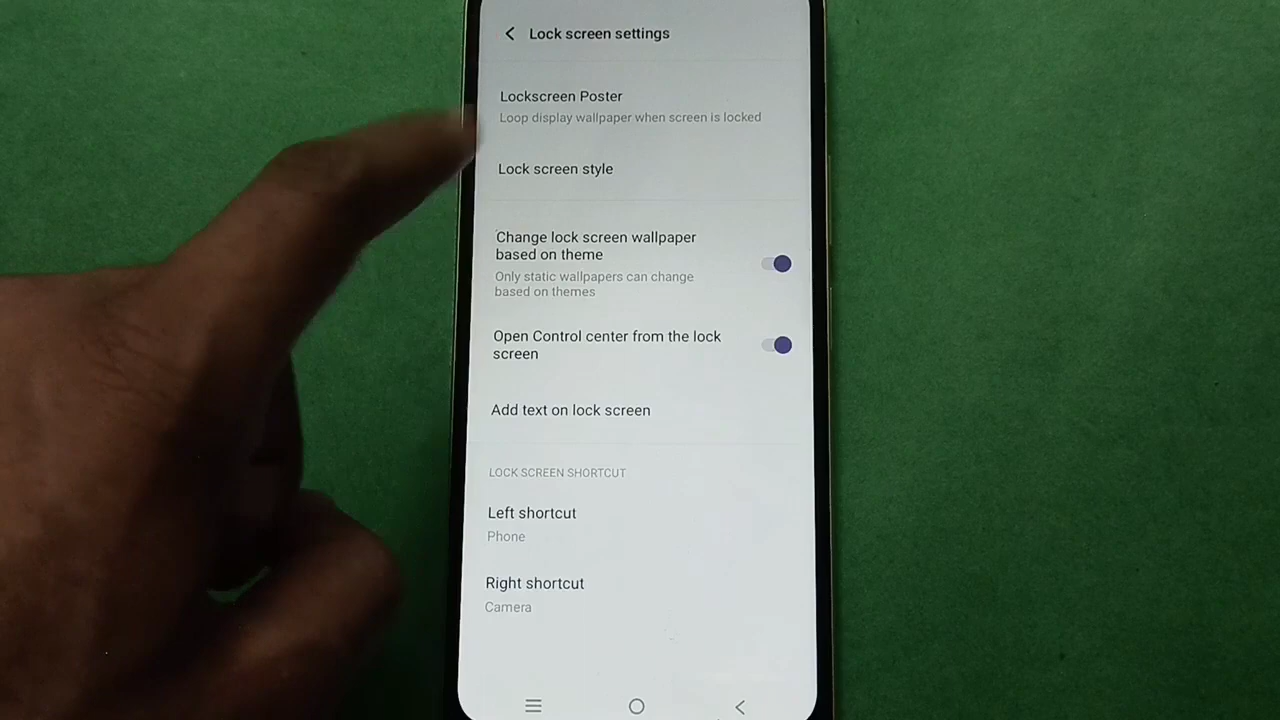 Lock screen settings
Lockscreen Poster
Loop display wallpaper when screen is locked
Lock screen style
Change lock screen wallpaper
based on theme
Only static wallpapers can change
based on themes
Open Control center from the lock
screen
Add text on lock screen
LOCK SCREEN SHORTCUT
Left shortcut
Phone
Right shortcut
Camera